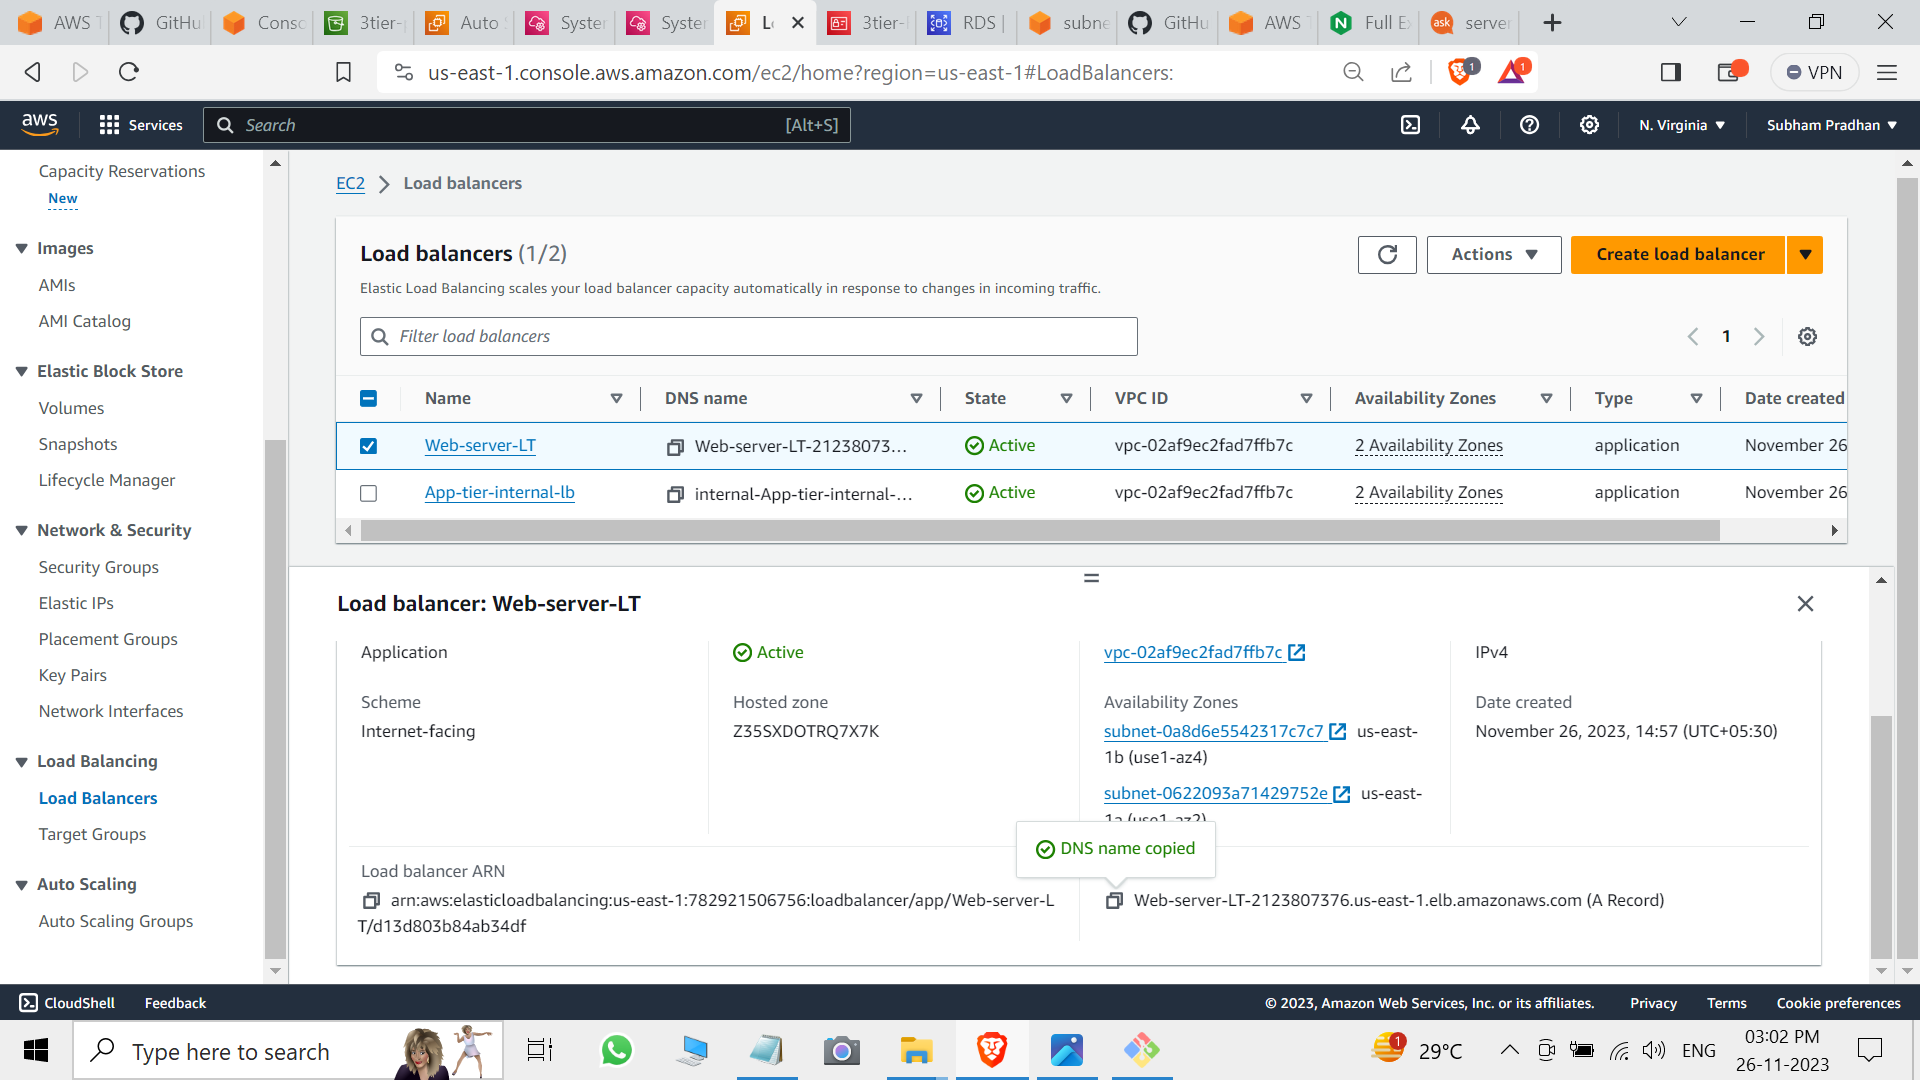 AWS T
GitHu
Conso
3tier-
Auto S
Systen
System
Lo
3tier-
RDS |
subne
GitHu
AWS T
Full Ex
server
us-east-1.console.aws.amazon.com/ec2/home?region=us-east-1#LoadBalancers:
1
1
VPN
aws
Services
Search
[Alt+S]
N. Virginia
Subham Pradhan
Capacity Reservations
New
Images
AMIs
AMI Catalog
Elastic Block Store
Volumes
Snapshots
Lifecycle Manager
Network & Security
Security Groups
Elastic IPs
Placement Groups
Key Pairs
Network Interfaces
Load Balancing
Load Balancers
Target Groups
Auto Scaling
Auto Scaling Groups
EC2 > Load balancers
Load balancers (1/2)
Actions
Create load balancer
Elastic Load Balancing scales your load balancer capacity automatically in response to changes in incoming traffic.
Filter load balancers
1
Name DNS name State VPC ID Availability Zones Type Date created
Web-server-LT Web-server-LT-21238073... Active vpc-02af9ec2fad7ffb7c 2 Availability Zones application November 26
App-tier-internal-lb internal-App-tier-internal-... Active vpc-02af9ec2fad7ffb7c 2 Availability Zones application November 26
Load balancer: Web-server-LT
Application
Active
vpc-02af9ec2fad7ffb7c
IPv4
Scheme
Internet-facing
Hosted zone
Z35SXDOTRQ7X7K
Availability Zones
subnet-0a8d6e5542317c7c7 us-east-
1b (use1-az4)
subnet-0622093a71429752e us-east-
1a (use1-az2)
Date created
November 26, 2023, 14:57 (UTC+05:30)
DNS name copied
Load balancer ARN
arn:aws:elasticloadbalancing:us-east-1:782921506756:loadbalancer/app/Web-server-L
T/d13d803b84ab34df
Web-server-LT-2123807376.us-east-1.elb.amazonaws.com (A Record)
CloudShell
Feedback
© 2023, Amazon Web Services, Inc. or its affiliates.
Privacy
Terms
Cookie preferences
Type here to search
1
29°C
ENG
03:02 PM
26-11-2023